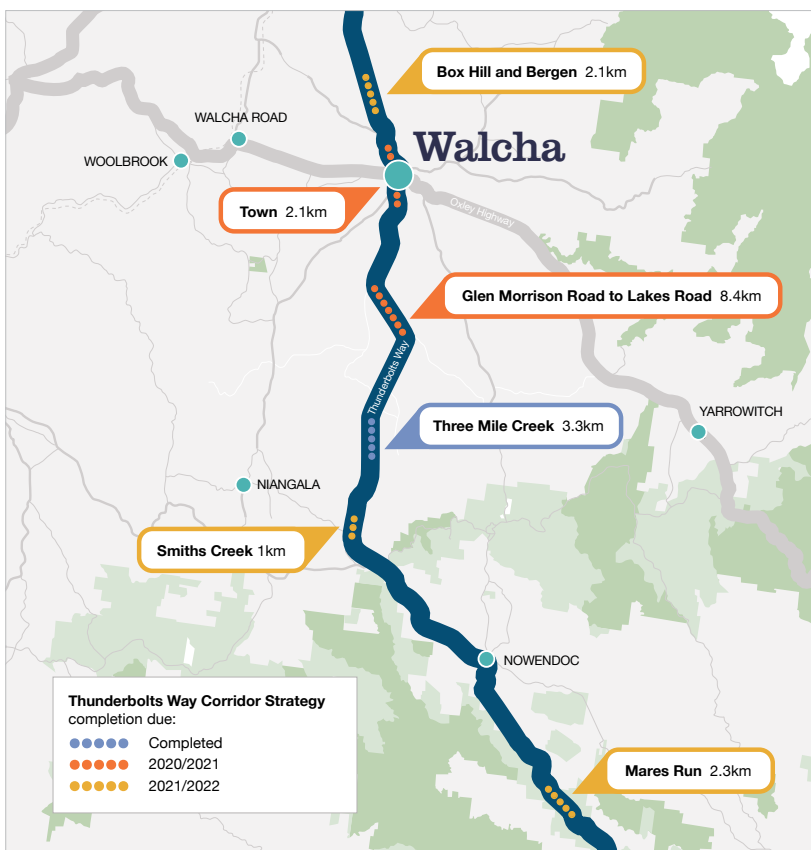 Box Hill and Bergen 2.1km
WALCHA ROAD
Walcha
WOOLBROOK
Town 2.1km
Oxley Highway
Glen Morrison Road to Lakes Road 8.4km
Thunderbolts Way
Three Mile Creek 3.3km
YARROWITCH
NIANGALA
Smiths Creek 1km
NOWENDOC
Thunderbolts Way Corridor Strategy
completion due:
Completed
2020/2021
2021/2022
Mares Run 2.3km